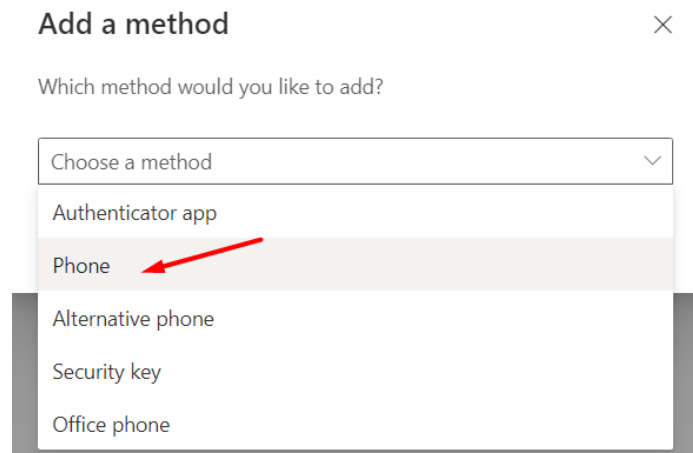 Add a method
Which method would you like to add?
Choose a method
Authenticator app
Phone
Alternative phone
Security key
Office phone